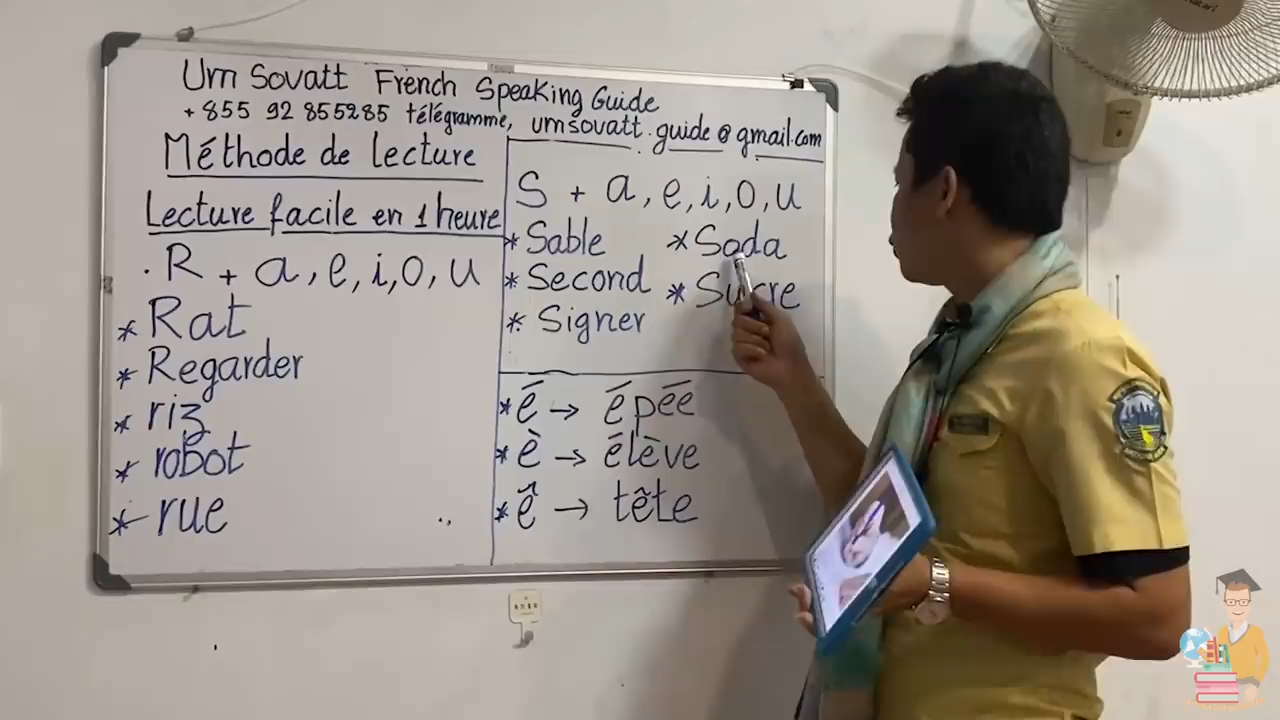 Um Sovatt French Speaking Guide
+855 92 855285 télégramme, umsovatt.guide@gmail.com
Méthode de lecture
Lecture facile en 1 heure
. R + a, e, i, o, u
* Rat
* Regarder
* riz
* robot
* rue
S + a, e, i, o, u
* Sable
* Soda
* Second
* Sucre
* Signer
* é → épée
* è → élève
* ê → tête